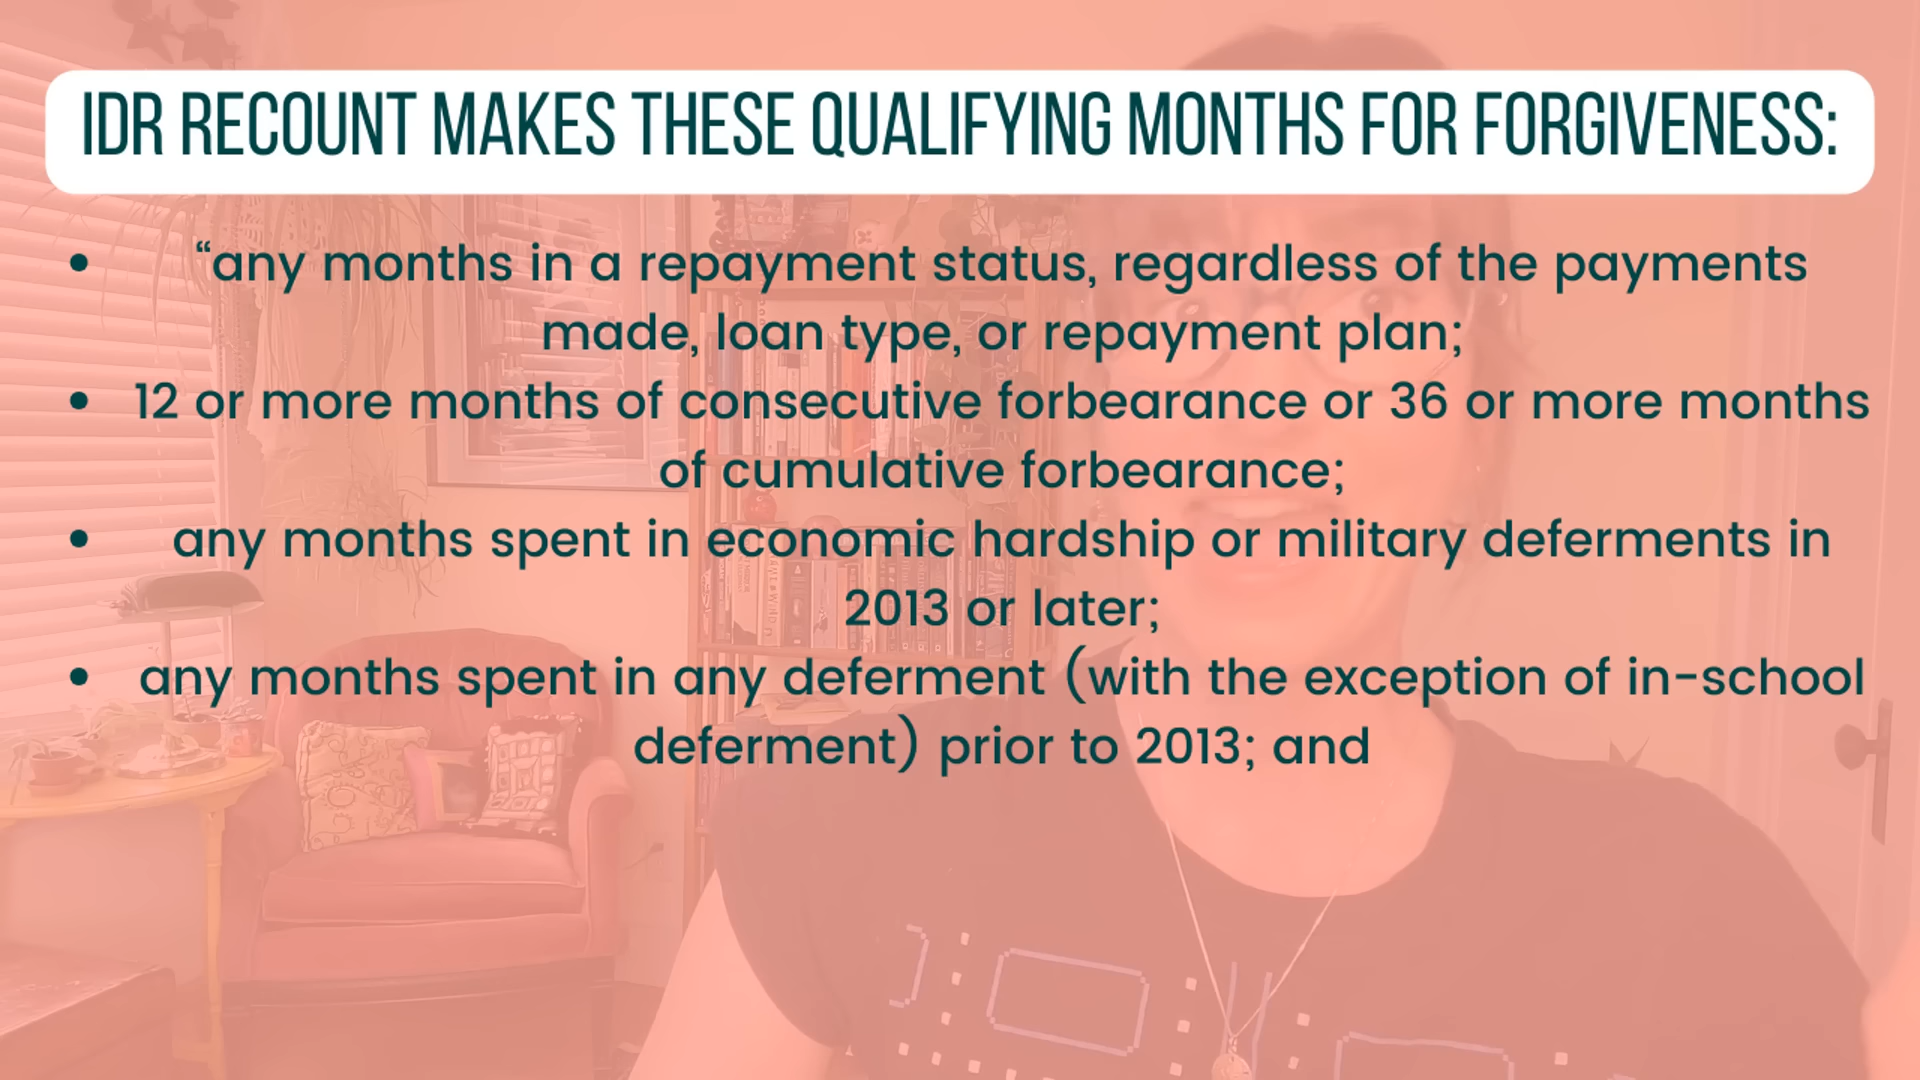 IDR RECOUNT MAKES THESE QUALIFYING MONTHS FOR FORGIVENESS:
• “any months in a repayment status, regardless of the payments
made, loan type, or repayment plan;
• 12 or more months of consecutive forbearance or 36 or more months
of cumulative forbearance;
• any months spent in economic hardship or military deferments in
2013 or later;
• any months spent in any deferment (with the exception of in-school
deferment) prior to 2013; and